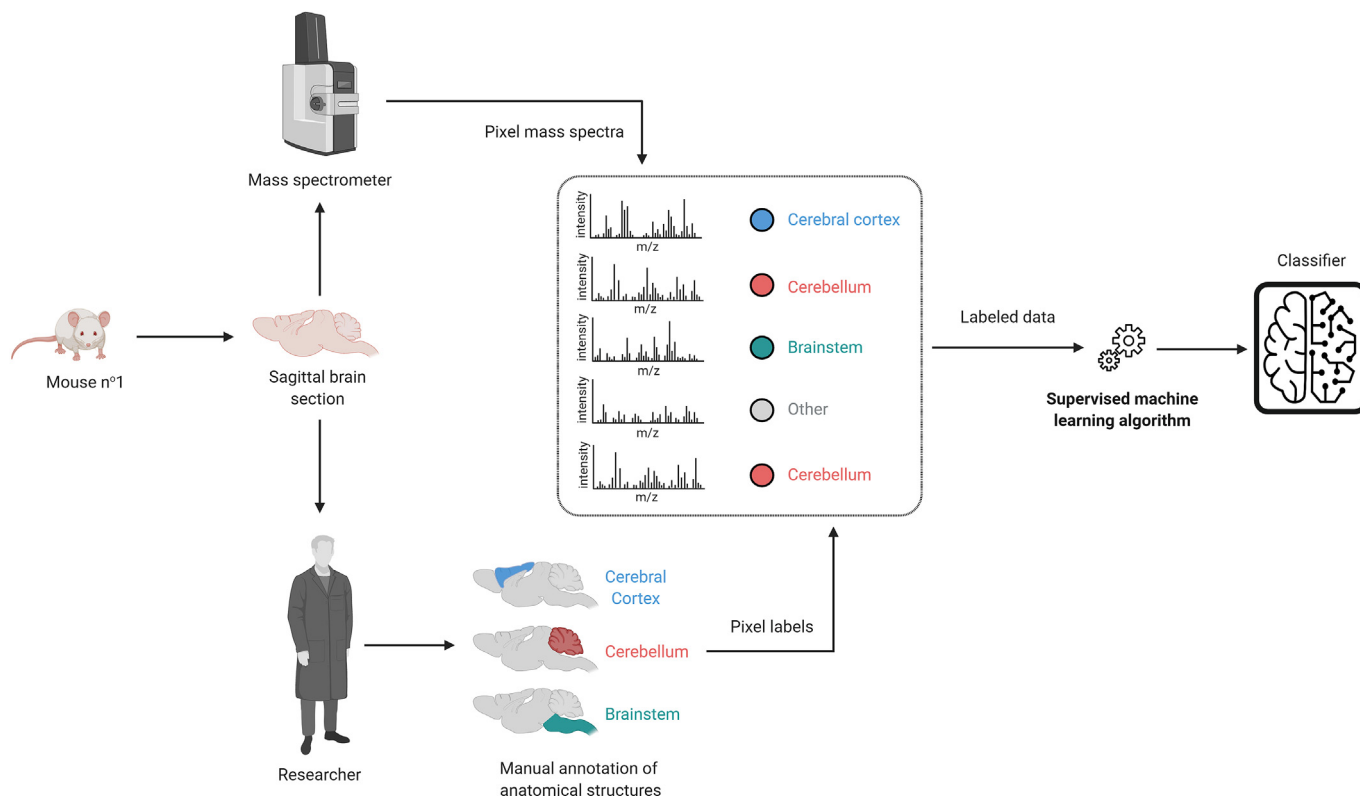 Mass spectrometer
Pixel mass spectra
Mouse nº1
Sagittal brain
section
intensity
m/z
Cerebral cortex
intensity
m/z
Cerebellum
intensity
m/z
Brainstem
intensity
m/z
Other
intensity
m/z
Cerebellum
Labeled data
Supervised machine
learning algorithm
Classifier
Researcher
Cerebral
Cortex
Cerebellum
Brainstem
Manual annotation of
anatomical structures
Pixel labels